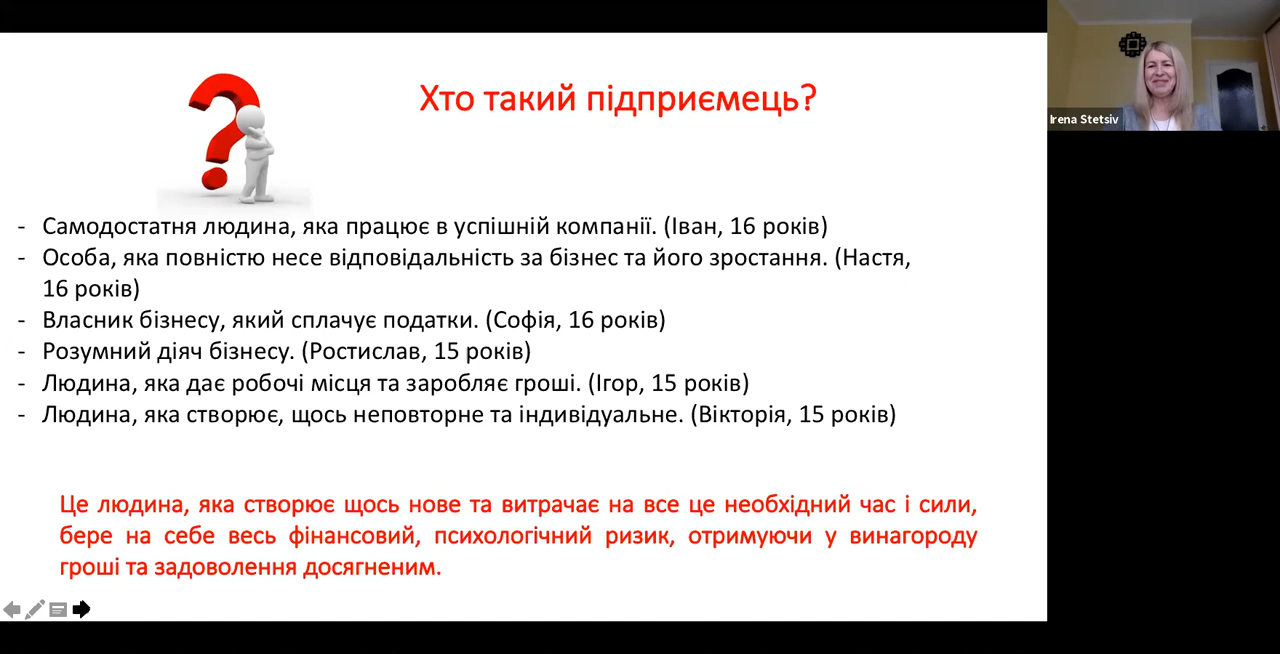 Хто такий підприємець?
Irena Stetsiv
- Самодостатня людина, яка працює в успішній компанії. (Іван, 16 років)
- Особа, яка повністю несе відповідальність за бізнес та його зростання. (Настя,
16 років)
- Власник бізнесу, який сплачує податки. (Софія, 16 років)
- Розумний діяч бізнесу. (Ростислав, 15 років)
- Людина, яка дає робочі місця та заробляє гроші. (Ігор, 15 років)
- Людина, яка створює, щось неповторне та індивідуальне. (Вікторія, 15 років)
Це людина, яка створює щось нове та витрачає на все це необхідний час і сили,
бере на себе весь фінансовий, психологічний ризик, отримуючи у винагороду
гроші та задоволення досягненим.